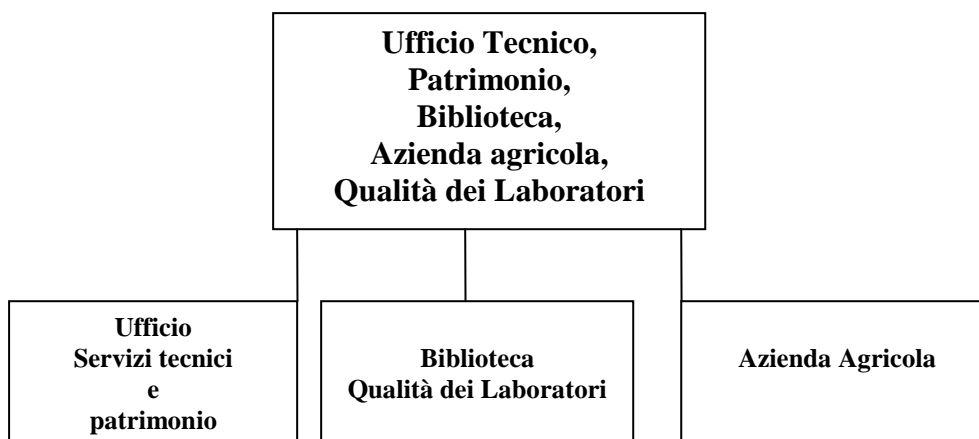 Ufficio Tecnico,
Patrimonio,
Biblioteca,
Azienda agricola,
Qualità dei Laboratori
Ufficio
Servizi tecnici
e
patrimonio
Biblioteca
Qualità dei Laboratori
Azienda Agricola